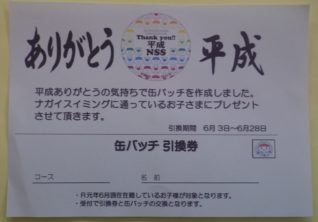 ありがとう
Thank you!!
平成
NSS
平成
平成ありがとうの気持ちで缶バッチを作成しました。
ナガイスイミングに通っているお子さまにプレゼント
させて頂きます。
引換期間 6月3日~6月28日
缶バッチ 引換券
コース
名前
・只元年6月現在在籍しているお子様が対象となります。
・受付で引換券と缶バッチの交換となります。